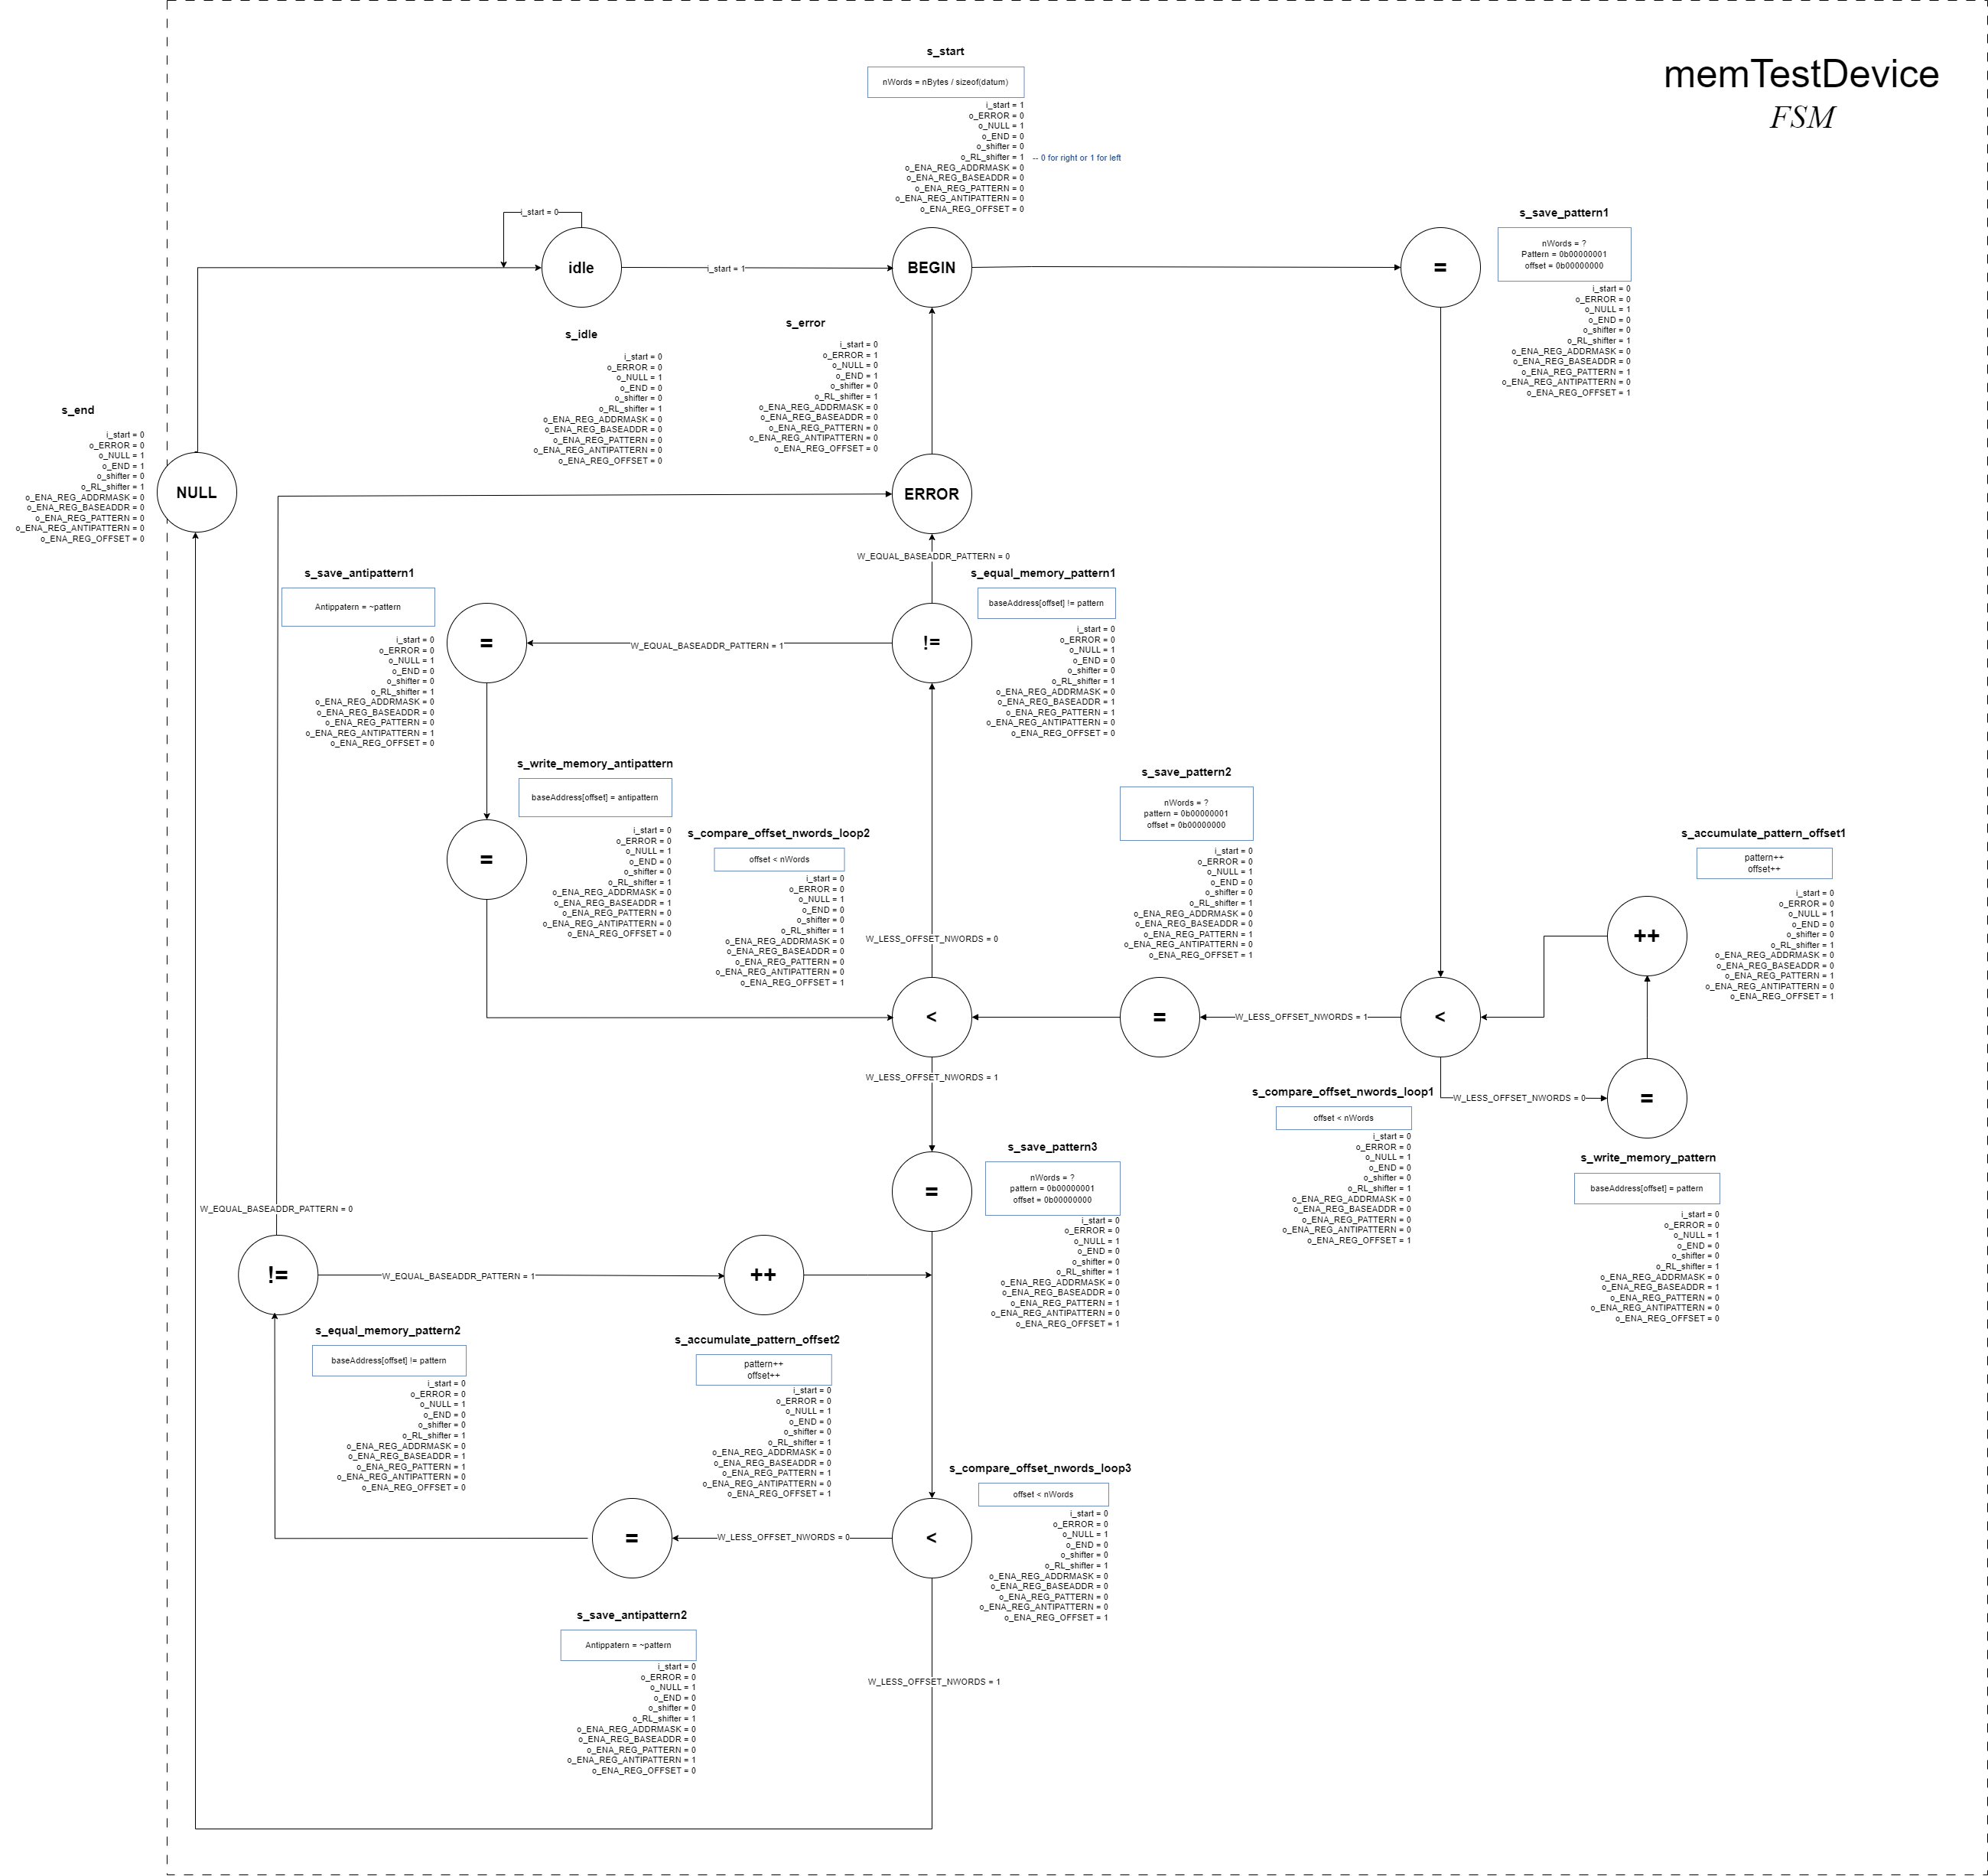 memTestDevice
FSM
s_start
nWords = nBytes / sizeof(datum)
i_start = 1
o_ERROR = 0
o_NULL = 1
o_END = 0
o_shifter = 0
o_RL_shifter = 1 -- 0 for right or 1 for left
o_ENA_REG_ADDRMASK = 0
o_ENA_REG_BASEADDR = 0
o_ENA_REG_PATTERN = 0
o_ENA_REG_ANTIPATTERN = 0
o_ENA_REG_OFFSET = 0
i_start = 0
idle
i_start = 1
BEGIN
=
s_save_pattern1
nWords = ?
Pattern = 0b00000001
offset = 0b00000000
i_start = 0
o_ERROR = 0
o_NULL = 1
o_END = 0
o_shifter = 0
o_RL_shifter = 1
o_ENA_REG_ADDRMASK = 0
o_ENA_REG_BASEADDR = 0
o_ENA_REG_PATTERN = 1
o_ENA_REG_ANTIPATTERN = 0
o_ENA_REG_OFFSET = 1
s_idle
i_start = 0
o_ERROR = 0
o_NULL = 1
o_END = 0
o_shifter = 0
o_RL_shifter = 1
o_ENA_REG_ADDRMASK = 0
o_ENA_REG_BASEADDR = 0
o_ENA_REG_PATTERN = 0
o_ENA_REG_ANTIPATTERN = 0
o_ENA_REG_OFFSET = 0
s_error
i_start = 0
o_ERROR = 1
o_NULL = 0
o_END = 1
o_shifter = 0
o_RL_shifter = 1
o_ENA_REG_ADDRMASK = 0
o_ENA_REG_BASEADDR = 0
o_ENA_REG_PATTERN = 0
o_ENA_REG_ANTIPATTERN = 0
o_ENA_REG_OFFSET = 0
s_end
i_start = 0
o_ERROR = 0
o_NULL = 1
o_END = 1
o_shifter = 0
o_RL_shifter = 1
o_ENA_REG_ADDRMASK = 0
o_ENA_REG_BASEADDR = 0
o_ENA_REG_PATTERN = 0
o_ENA_REG_ANTIPATTERN = 0
o_ENA_REG_OFFSET = 0
NULL
ERROR
W_EQUAL_BASEADDR_PATTERN = 0
s_save_antipattern1
Antippatern = ~pattern
i_start = 0
o_ERROR = 0
o_NULL = 1
o_END = 0
o_shifter = 0
o_RL_shifter = 1
o_ENA_REG_ADDRMASK = 0
o_ENA_REG_BASEADDR = 0
o_ENA_REG_PATTERN = 0
o_ENA_REG_ANTIPATTERN = 1
o_ENA_REG_OFFSET = 0
=
W_EQUAL_BASEADDR_PATTERN = 1
!=
s_equal_memory_pattern1
baseAddress[offset] != pattern
i_start = 0
o_ERROR = 0
o_NULL = 1
o_END = 0
o_shifter = 0
o_RL_shifter = 1
o_ENA_REG_ADDRMASK = 0
o_ENA_REG_BASEADDR = 1
o_ENA_REG_PATTERN = 1
o_ENA_REG_ANTIPATTERN = 0
o_ENA_REG_OFFSET = 0
=
s_write_memory_antipattern
baseAddress[offset] = antipattern
i_start = 0
o_ERROR = 0
o_NULL = 1
o_END = 0
o_shifter = 0
o_RL_shifter = 1
o_ENA_REG_ADDRMASK = 0
o_ENA_REG_BASEADDR = 1
o_ENA_REG_PATTERN = 0
o_ENA_REG_ANTIPATTERN = 0
o_ENA_REG_OFFSET = 0
s_compare_offset_nwords_loop2
offset < nWords
i_start = 0
o_ERROR = 0
o_NULL = 1
o_END = 0
o_shifter = 0
o_RL_shifter = 1
o_ENA_REG_ADDRMASK = 0
o_ENA_REG_BASEADDR = 0
o_ENA_REG_PATTERN = 0
o_ENA_REG_ANTIPATTERN = 0
o_ENA_REG_OFFSET = 1
W_LESS_OFFSET_NWORDS = 0
s_save_pattern2
nWords = ?
pattern = 0b00000001
offset = 0b00000000
i_start = 0
o_ERROR = 0
o_NULL = 1
o_END = 0
o_shifter = 0
o_RL_shifter = 1
o_ENA_REG_ADDRMASK = 0
o_ENA_REG_BASEADDR = 0
o_ENA_REG_PATTERN = 1
o_ENA_REG_ANTIPATTERN = 0
o_ENA_REG_OFFSET = 1
s_accumulate_pattern_offset1
pattern++
offset++
i_start = 0
o_ERROR = 0
o_NULL = 1
o_END = 0
o_shifter = 0
o_RL_shifter = 1
o_ENA_REG_ADDRMASK = 0
o_ENA_REG_BASEADDR = 0
o_ENA_REG_PATTERN = 1
o_ENA_REG_ANTIPATTERN = 0
o_ENA_REG_OFFSET = 1
++
<
=
W_LESS_OFFSET_NWORDS = 1
<
W_LESS_OFFSET_NWORDS = 1
W_LESS_OFFSET_NWORDS = 0
=
s_compare_offset_nwords_loop1
offset < nWords
i_start = 0
o_ERROR = 0
o_NULL = 1
o_END = 0
o_shifter = 0
o_RL_shifter = 1
o_ENA_REG_ADDRMASK = 0
o_ENA_REG_BASEADDR = 0
o_ENA_REG_PATTERN = 0
o_ENA_REG_ANTIPATTERN = 0
o_ENA_REG_OFFSET = 1
s_write_memory_pattern
baseAddress[offset] = pattern
i_start = 0
o_ERROR = 0
o_NULL = 1
o_END = 0
o_shifter = 0
o_RL_shifter = 1
o_ENA_REG_ADDRMASK = 0
o_ENA_REG_BASEADDR = 1
o_ENA_REG_PATTERN = 0
o_ENA_REG_ANTIPATTERN = 0
o_ENA_REG_OFFSET = 0
=
s_save_pattern3
nWords = ?
pattern = 0b00000001
offset = 0b00000000
i_start = 0
o_ERROR = 0
o_NULL = 1
o_END = 0
o_shifter = 0
o_RL_shifter = 1
o_ENA_REG_ADDRMASK = 0
o_ENA_REG_BASEADDR = 0
o_ENA_REG_PATTERN = 1
o_ENA_REG_ANTIPATTERN = 0
o_ENA_REG_OFFSET = 1
W_EQUAL_BASEADDR_PATTERN = 0
!=
W_EQUAL_BASEADDR_PATTERN = 1
++
s_equal_memory_pattern2
baseAddress[offset] != pattern
i_start = 0
o_ERROR = 0
o_NULL = 1
o_END = 0
o_shifter = 0
o_RL_shifter = 1
o_ENA_REG_ADDRMASK = 0
o_ENA_REG_BASEADDR = 1
o_ENA_REG_PATTERN = 1
o_ENA_REG_ANTIPATTERN = 0
o_ENA_REG_OFFSET = 0
s_accumulate_pattern_offset2
pattern++
offset++
i_start = 0
o_ERROR = 0
o_NULL = 1
o_END = 0
o_shifter = 0
o_RL_shifter = 1
o_ENA_REG_ADDRMASK = 0
o_ENA_REG_BASEADDR = 0
o_ENA_REG_PATTERN = 1
o_ENA_REG_ANTIPATTERN = 0
o_ENA_REG_OFFSET = 1
s_compare_offset_nwords_loop3
offset < nWords
i_start = 0
o_ERROR = 0
o_NULL = 1
o_END = 0
o_shifter = 0
o_RL_shifter = 1
o_ENA_REG_ADDRMASK = 0
o_ENA_REG_BASEADDR = 0
o_ENA_REG_PATTERN = 0
o_ENA_REG_ANTIPATTERN = 0
o_ENA_REG_OFFSET = 1
=
W_LESS_OFFSET_NWORDS = 0
<
s_save_antipattern2
Antippatern = ~pattern
i_start = 0
o_ERROR = 0
o_NULL = 1
o_END = 0
o_shifter = 0
o_RL_shifter = 1
o_ENA_REG_ADDRMASK = 0
o_ENA_REG_BASEADDR = 0
o_ENA_REG_PATTERN = 0
o_ENA_REG_ANTIPATTERN = 1
o_ENA_REG_OFFSET = 0
W_LESS_OFFSET_NWORDS = 1